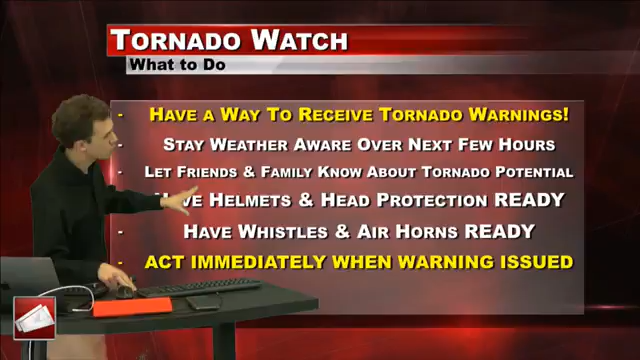 TORNADO WATCH
What to Do
- HAVE A WAY TO RECEIVE TORNADO WARNINGS!
- STAY WEATHER AWARE OVER NEXT FEW HOURS
- LET FRIENDS & FAMILY KNOW ABOUT TORNADO POTENTIAL
HELMETS & HEAD PROTECTION READY
- HAVE WHISTLES & AIR HORNS READY
- ACT IMMEDIATELY WHEN WARNING ISSUED